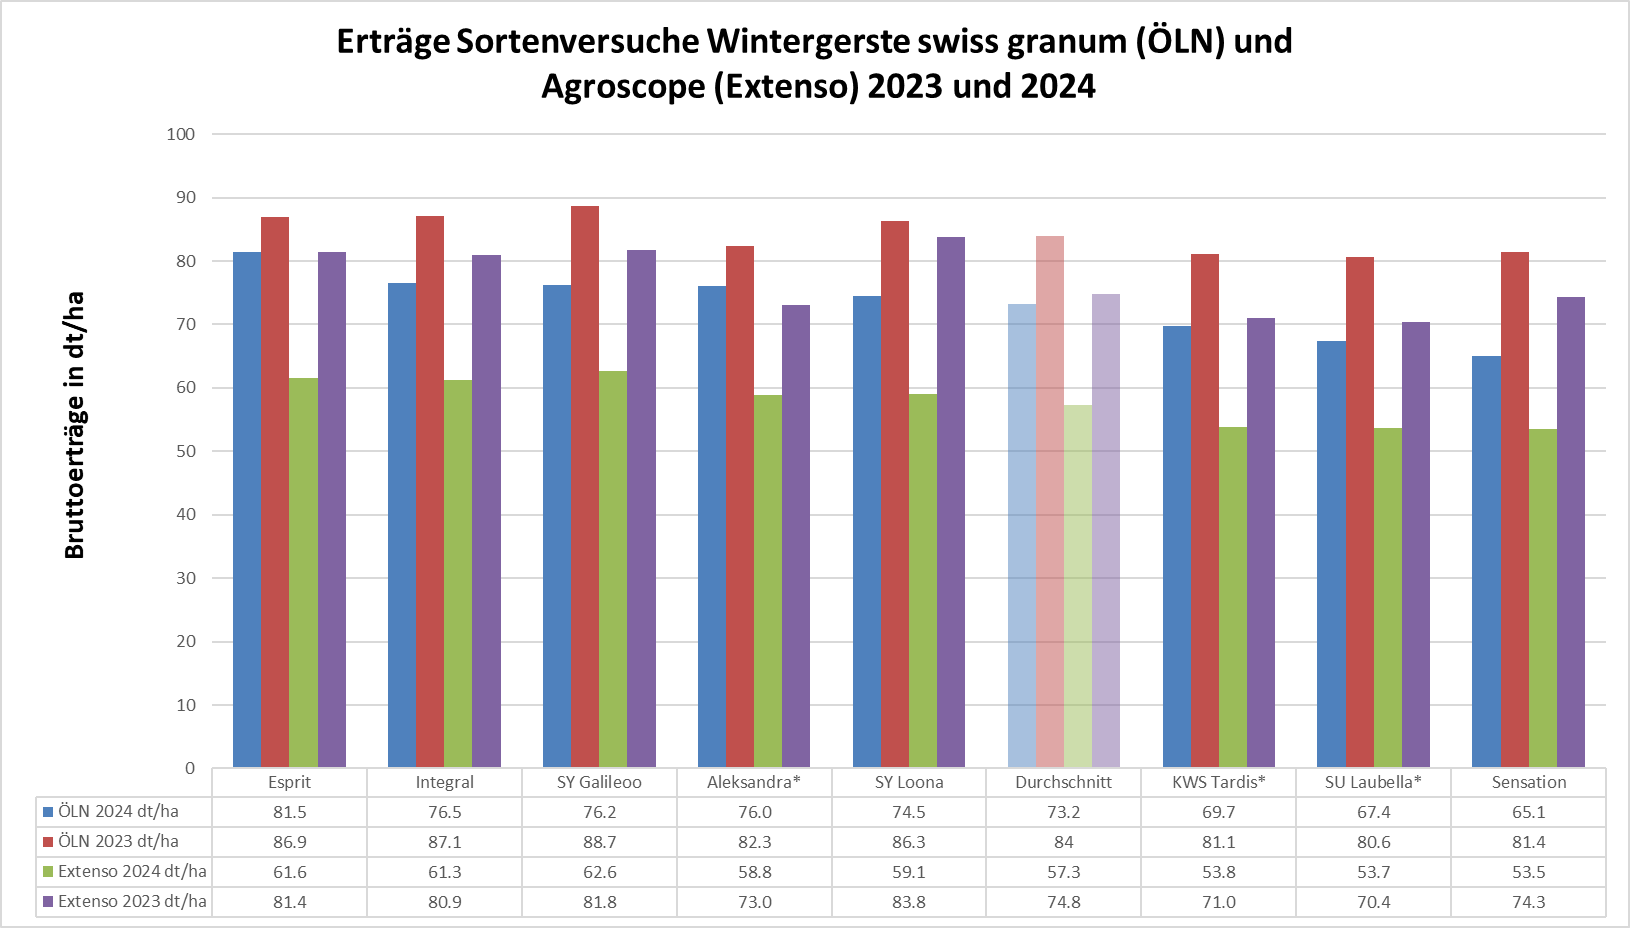 Erträge Sortenversuche Wintergerste swiss granum (ÖLN) und
Agroscope (Extenso) 2023 und 2024
Bruttoerträge in dt/ha
100
90
80
70
60
50
40
30
20
10
0
Esprit Integral SY Galileoo Aleksandra* SY Loona Durchschnitt KWS Tardis* SU Laubella* Sensation
ÖLN 2024 dt/ha 81.5 76.5 76.2 76.0 74.5 73.2 69.7 67.4 65.1
ÖLN 2023 dt/ha 86.9 87.1 88.7 82.3 86.3 84 81.1 80.6 81.4
Extenso 2024 dt/ha 61.6 61.3 62.6 58.8 59.1 57.3 53.8 53.7 53.5
Extenso 2023 dt/ha 81.4 80.9 81.8 73.0 83.8 74.8 71.0 70.4 74.3